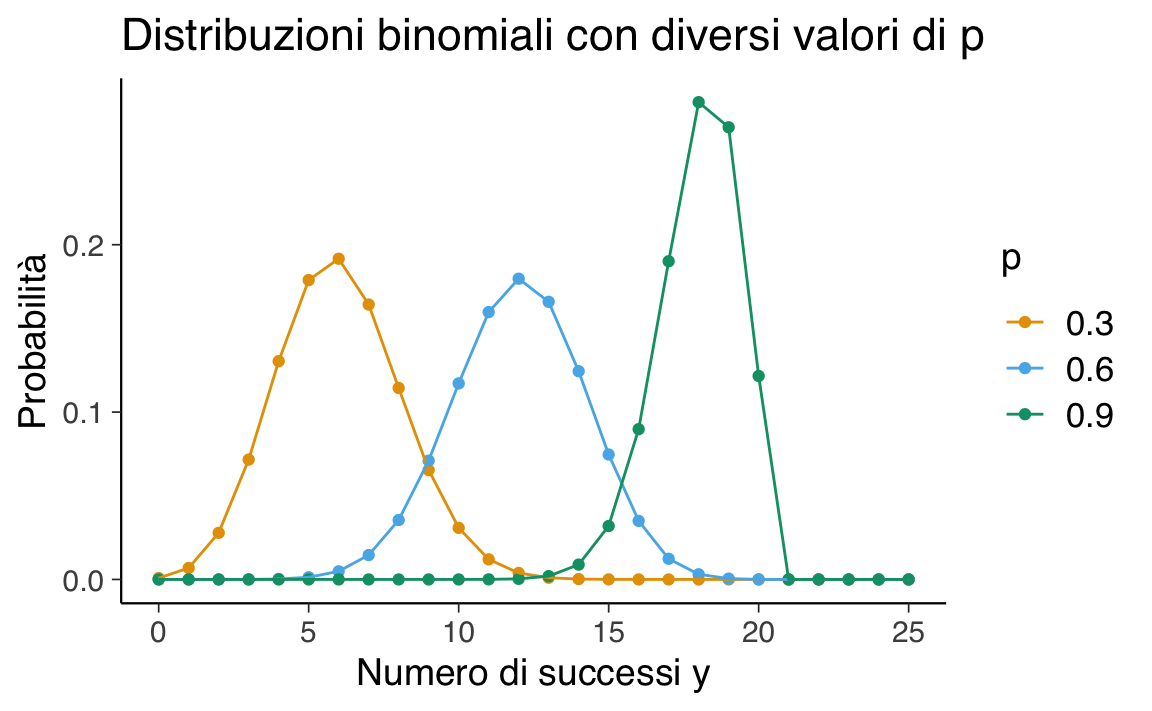 Distribuzioni binomiali con diversi valori di p
Probabilità
0.2
0.1
0.0
0 5 10 15 20 25
Numero di successi y
p
0.3
0.6
0.9